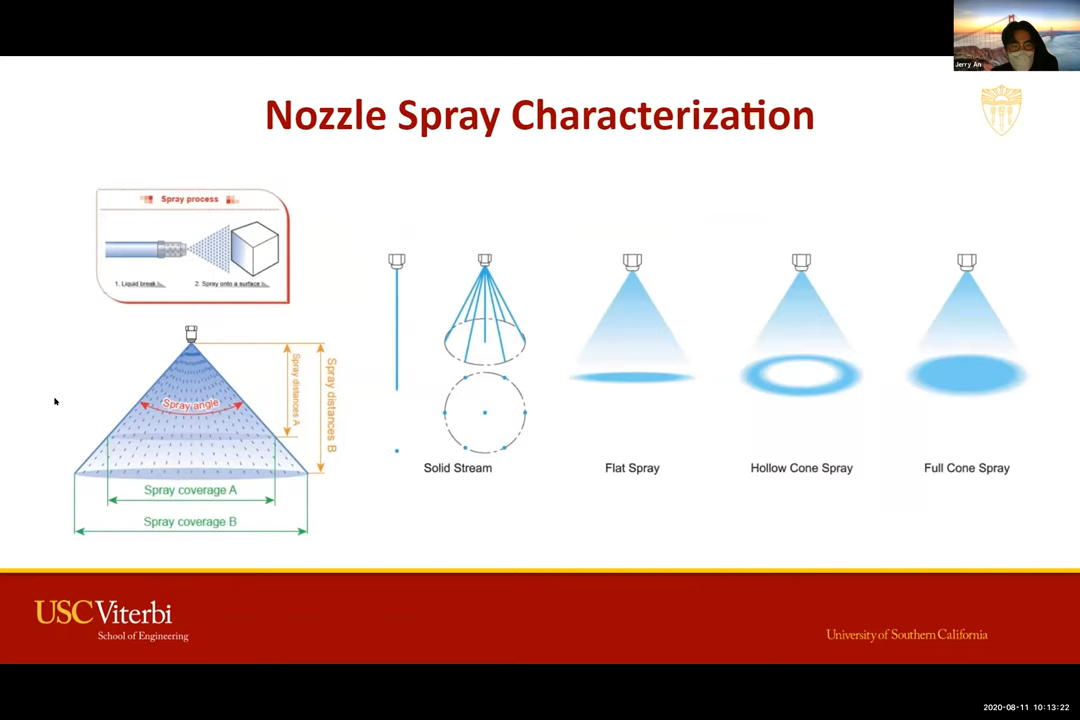 Jerry An
Nozzle Spray Characterization
Spray process
1. Liquid break
2. Spray onto a surface
Spray angle
Spray distances A
Spray distances B
Spray coverage A
Spray coverage B
Solid Stream
Flat Spray
Hollow Cone Spray
Full Cone Spray
USC Viterbi
School of Engineering
University of Southern California
2020-08-11 10:13:22